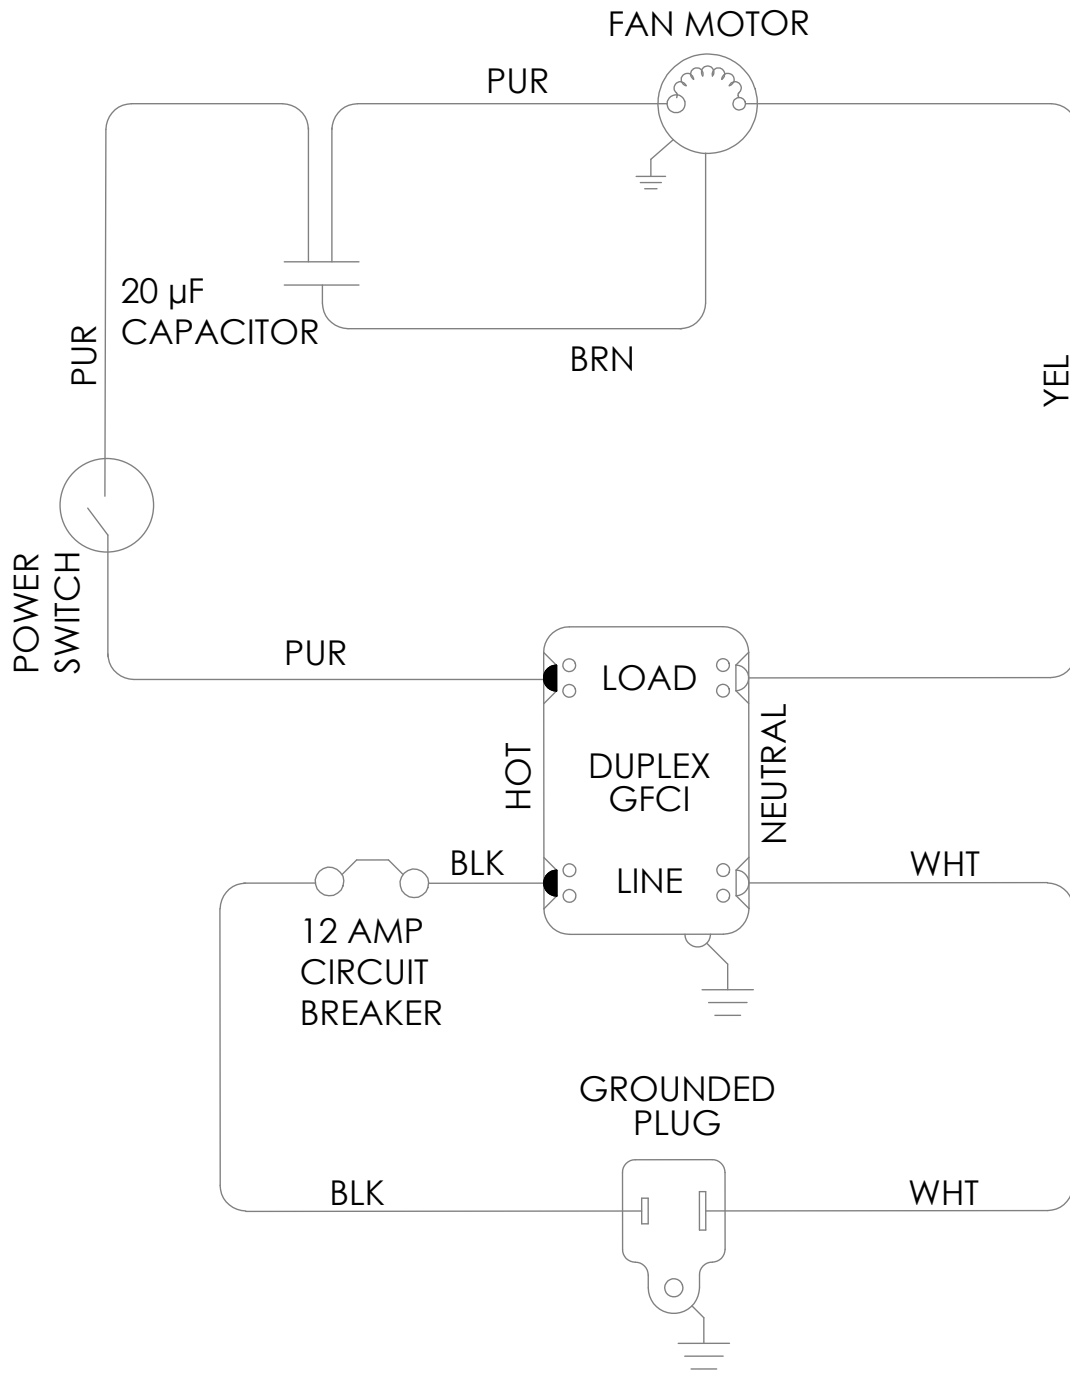 FAN MOTOR
PUR
20 µF
CAPACITOR
PUR
BRN
YEL
POWER
SWITCH
PUR
LOAD
HOT
DUPLEX
GFCI
NEUTRAL
BLK
LINE
WHT
12 AMP
CIRCUIT
BREAKER
GROUNDED
PLUG
BLK
WHT